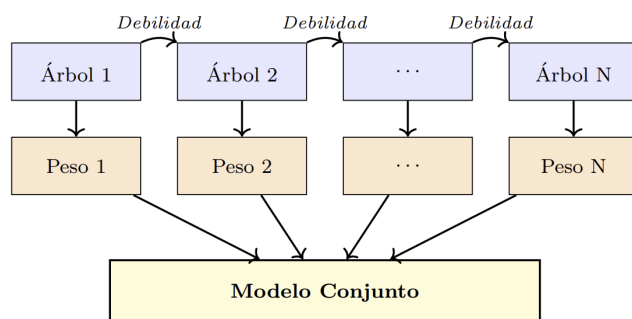 Debilidad Debilidad Debilidad
Árbol 1 Árbol 2 ... Árbol N
Peso 1 Peso 2 ... Peso N
Modelo Conjunto